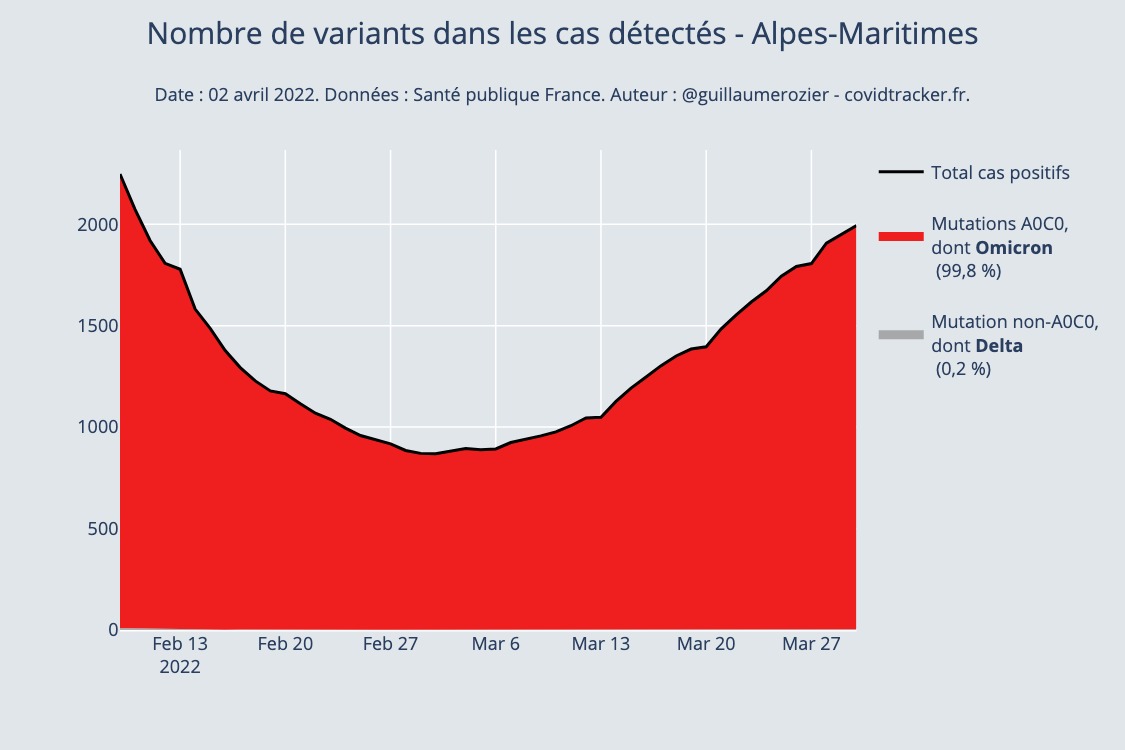 Nombre de variants dans les cas détectés - Alpes-Maritimes
Date : 02 avril 2022. Données : Santé publique France. Auteur : @guillaumerozier - covidtracker.fr.
Total cas positifs
Mutations A0C0,
dont Omicron
(99,8 %)
Mutation non-A0C0,
dont Delta
(0,2 %)
2000
1500
1000
500
0
Feb 13
2022
Feb 20
Feb 27
Mar 6
Mar 13
Mar 20
Mar 27